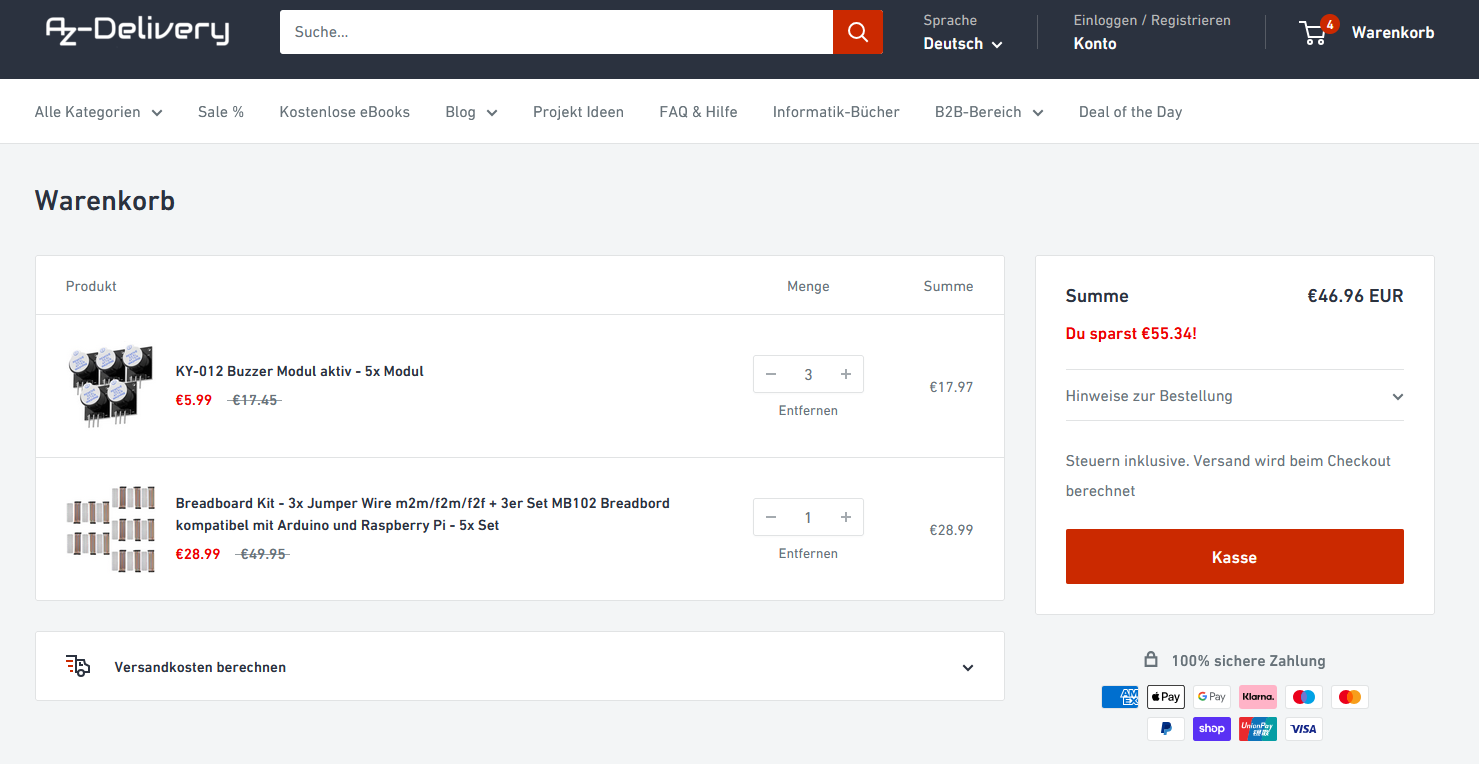 AZ-Delivery
Suche...
Sprache
Deutsch
Einloggen / Registrieren
Konto
4
Warenkorb
Alle Kategorien
Sale %
Kostenlose eBooks
Blog
Projekt Ideen
FAQ & Hilfe
Informatik-Bücher
B2B-Bereich
Deal of the Day
Warenkorb
Produkt
Menge
Summe
KY-012 Buzzer Modul aktiv - 5x Modul
€5.99 €17.45
3
Entfernen
€17.97
Breadboard Kit - 3x Jumper Wire m2m/f2m/f2f + 3er Set MB102 Breadbord
kompatibel mit Arduino und Raspberry Pi - 5x Set
€28.99 €49.95
1
Entfernen
€28.99
Versandkosten berechnen
Summe €46.96 EUR
Du sparst €55.34!
Hinweise zur Bestellung
Steuern inklusive. Versand wird beim Checkout
berechnet
Kasse
100% sichere Zahlung
AMEX
Pay
G Pay
Klarna.
shop
UnionPay
银联
VISA